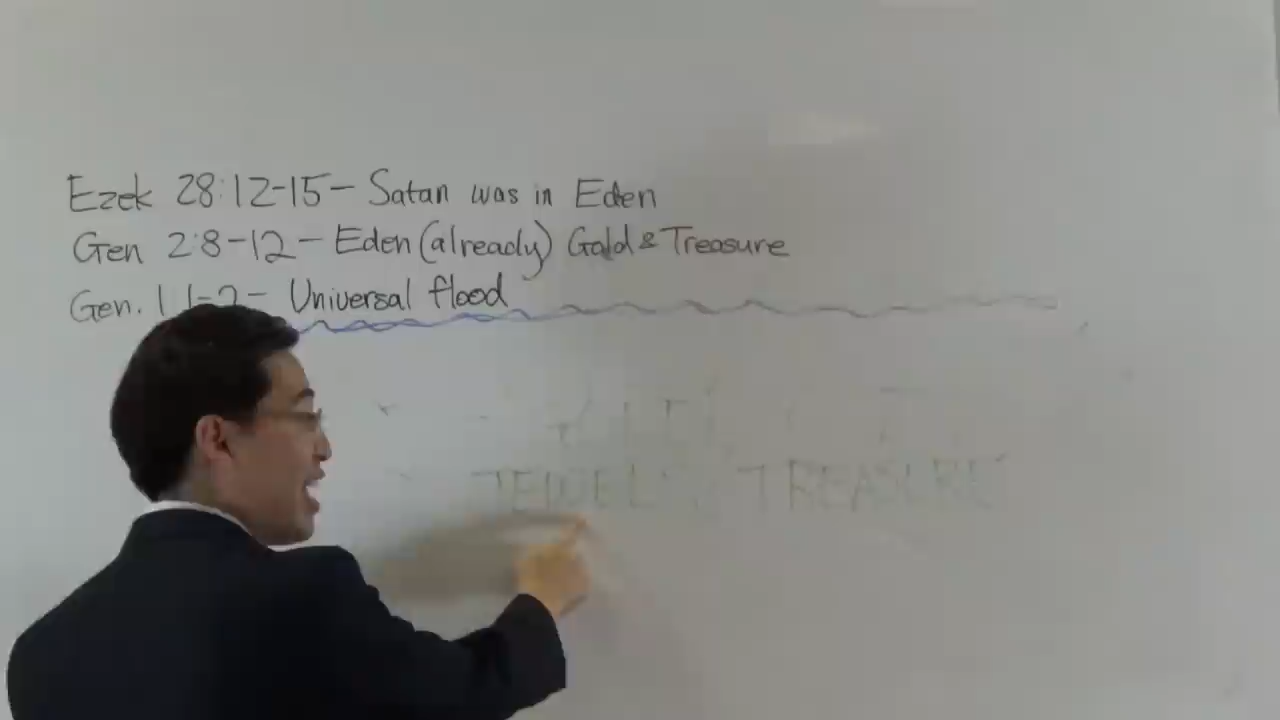 Ezek 28:12-15 - Satan was in Eden
Gen 2:8-12 - Eden (already) Gold & Treasure
Gen. 1:1-2 - Universal flood
JEWEL TREASURE